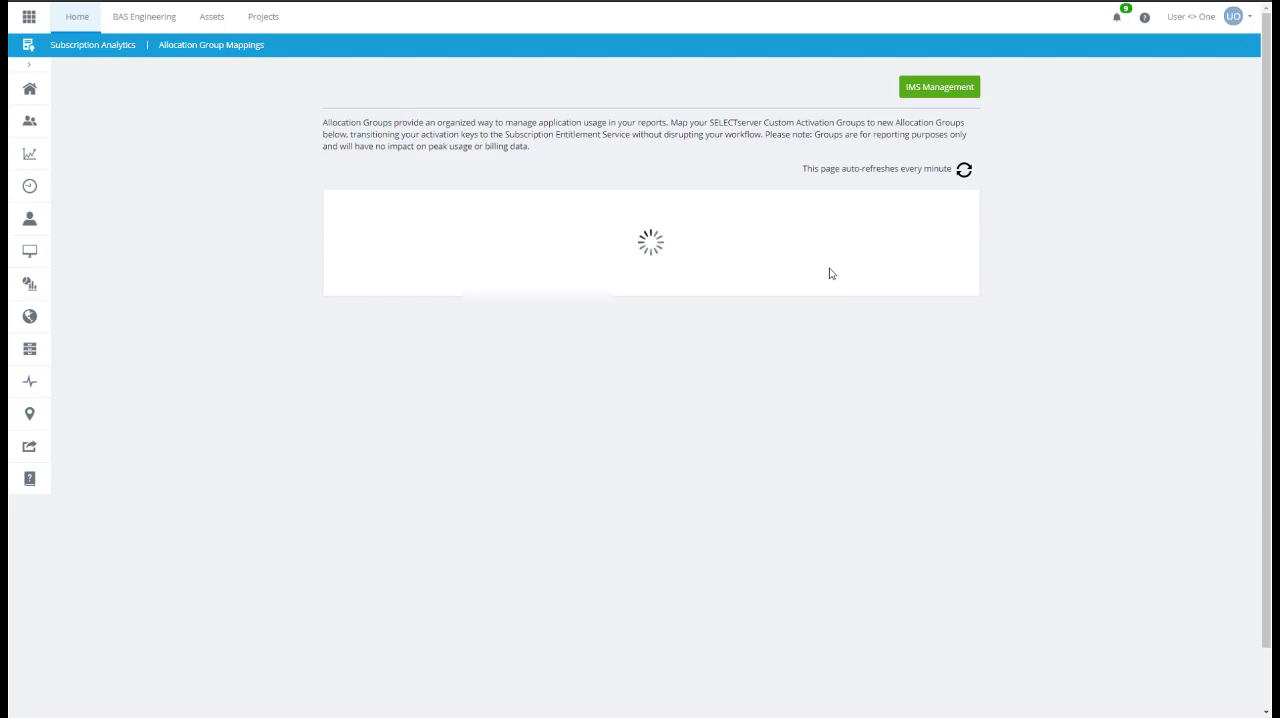 Home
BAS Engineering
Assets
Projects
9
?
User <> One
UO
Subscription Analytics | Allocation Group Mappings
IMS Management
Allocation Groups provide an organized way to manage application usage in your reports. Map your SELECTserver Custom Activation Groups to new Allocation Groups
below, transitioning your activation keys to the Subscription Entitlement Service without disrupting your workflow. Please note: Groups are for reporting purposes only
and will have no impact on peak usage or billing data.
This page auto-refreshes every minute
?